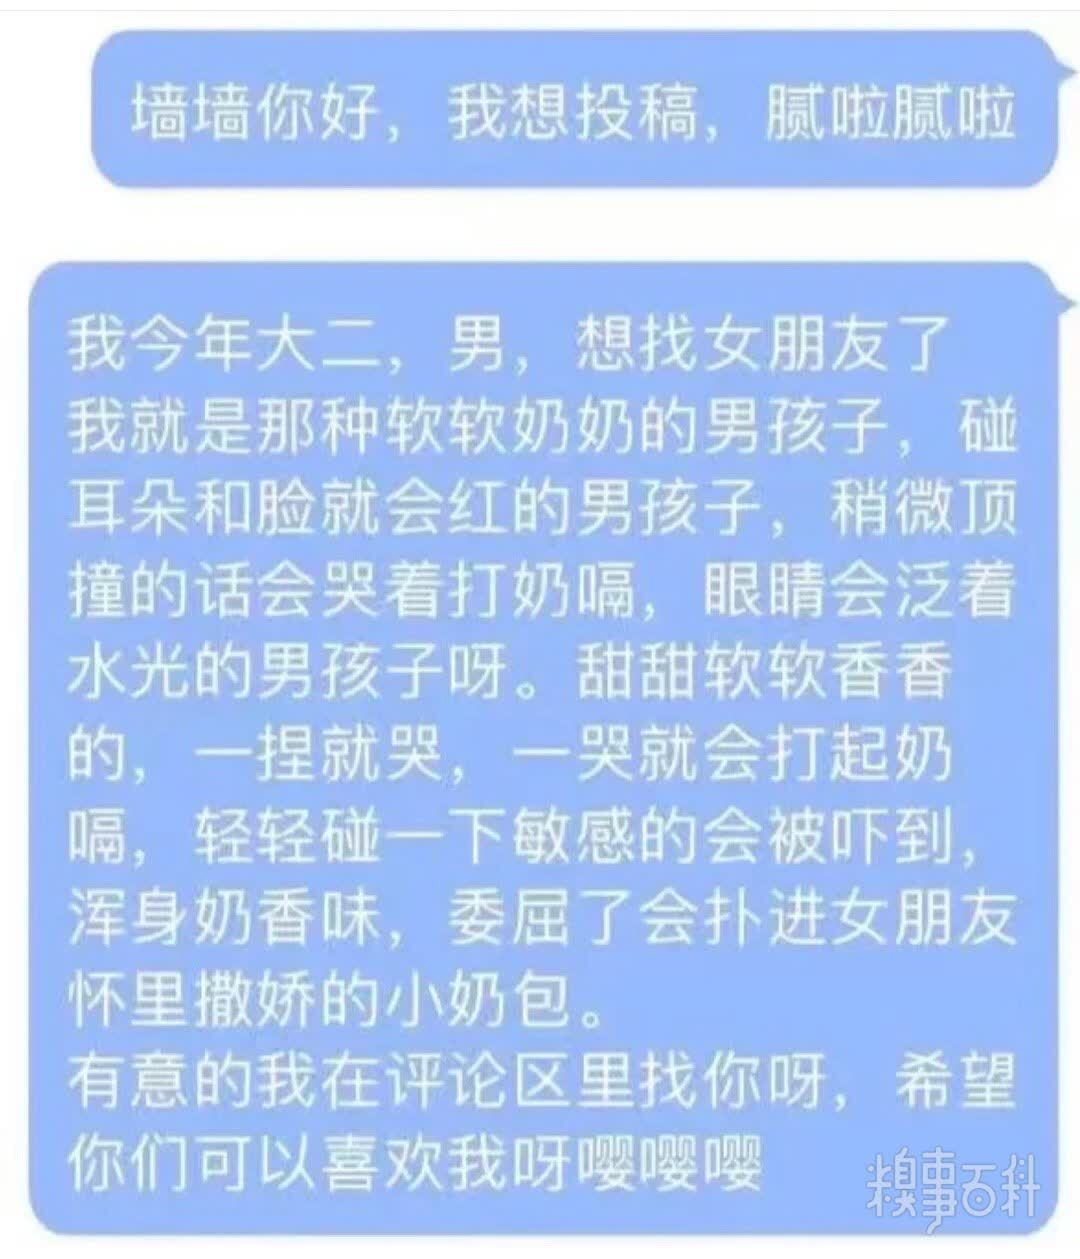 墙墙你好，我想投稿，腻啦腻啦
我今年大二，男，想找女朋友了
我就是那种软软奶奶的男孩子，碰
耳朵和脸就会红的男孩子，稍微顶
撞的话会哭着打奶嗝，眼睛会泛着
水光的男孩子呀。甜甜软软香香
的，一捏就哭，一哭就会打起奶
嗝，轻轻碰一下敏感的会被吓到，
浑身奶香味，委屈了会扑进女朋友
怀里撒娇的小奶包。
有意的我在评论区里找你呀，希望
你们可以喜欢我呀嘤嘤嘤
糗事百科